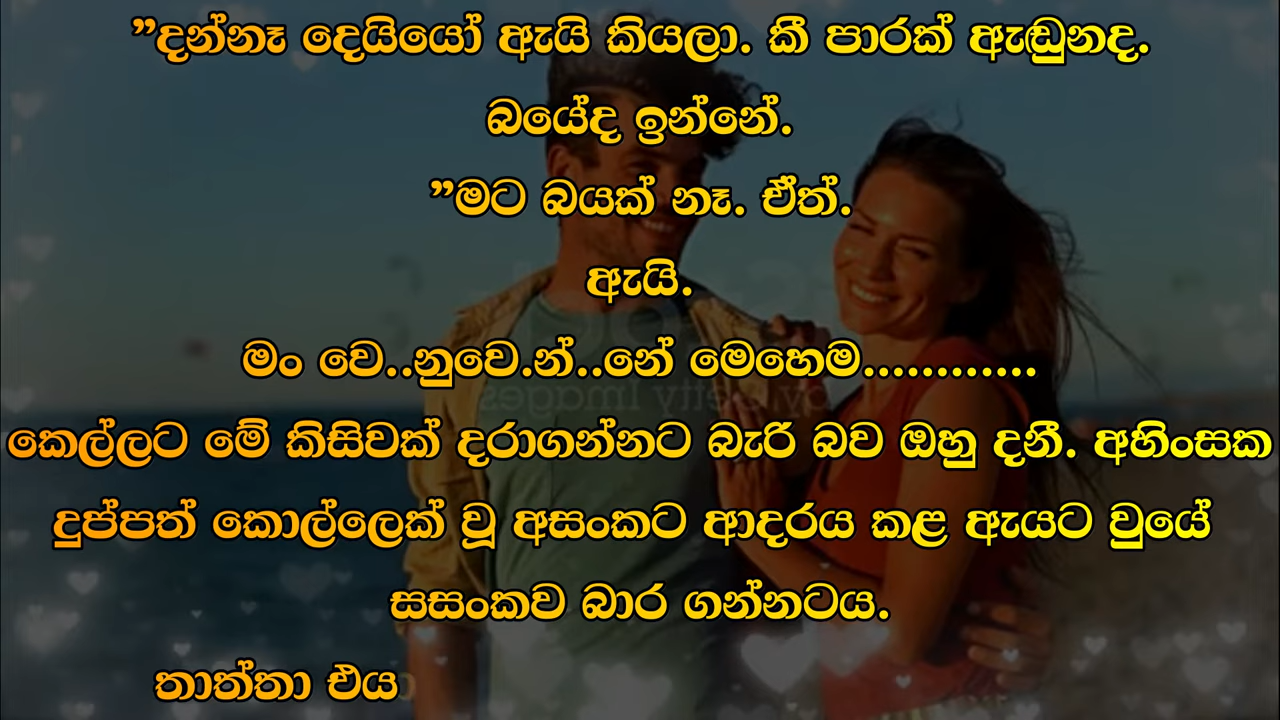 ”දන්නෑ දෙයියෝ ඇයි කියලා. කී පාරක් ඇඬුනද.
බයේද ඉන්නේ.
”මට බයක් නෑ. ඒත්.
ඇයි.
මං වෙ..නුවෙ.න්..නේ මෙහෙම............
කෙල්ලට මේ කිසිවක් දරාගන්නට බැරි බව ඔහු දනී. අහිංසක
දුප්පත් කොල්ලෙක් වූ අසංකට ආදරය කළ ඇයට වුයේ
සසංකව බාර ගන්නටය.
තාත්තා එයා